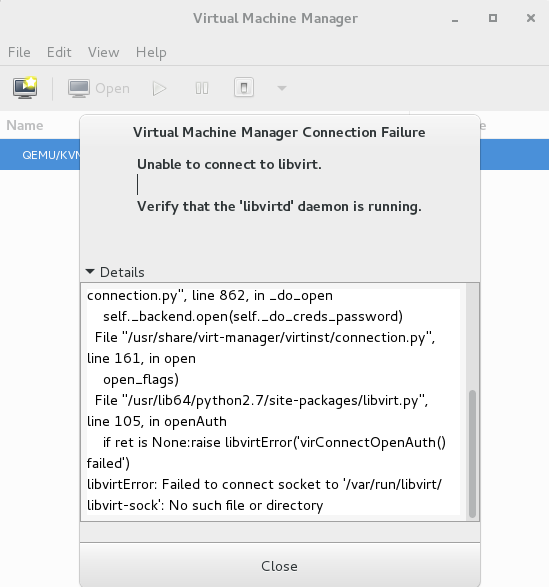 Virtual Machine Manager
File Edit View Help
Open
Name
e
QEMU/KVM
Virtual Machine Manager Connection Failure
Unable to connect to libvirt.
Verify that the 'libvirtd' daemon is running.
Details
connection.py", line 862, in _do_open
self._backend.open(self._do_creds_password)
File "/usr/share/virt-manager/virtinst/connection.py",
line 161, in open
open_flags)
File "/usr/lib64/python2.7/site-packages/libvirt.py",
line 105, in openAuth
if ret is None:raise libvirtError('virConnectOpenAuth()
failed')
libvirtError: Failed to connect socket to '/var/run/libvirt/
libvirt-sock': No such file or directory
Close